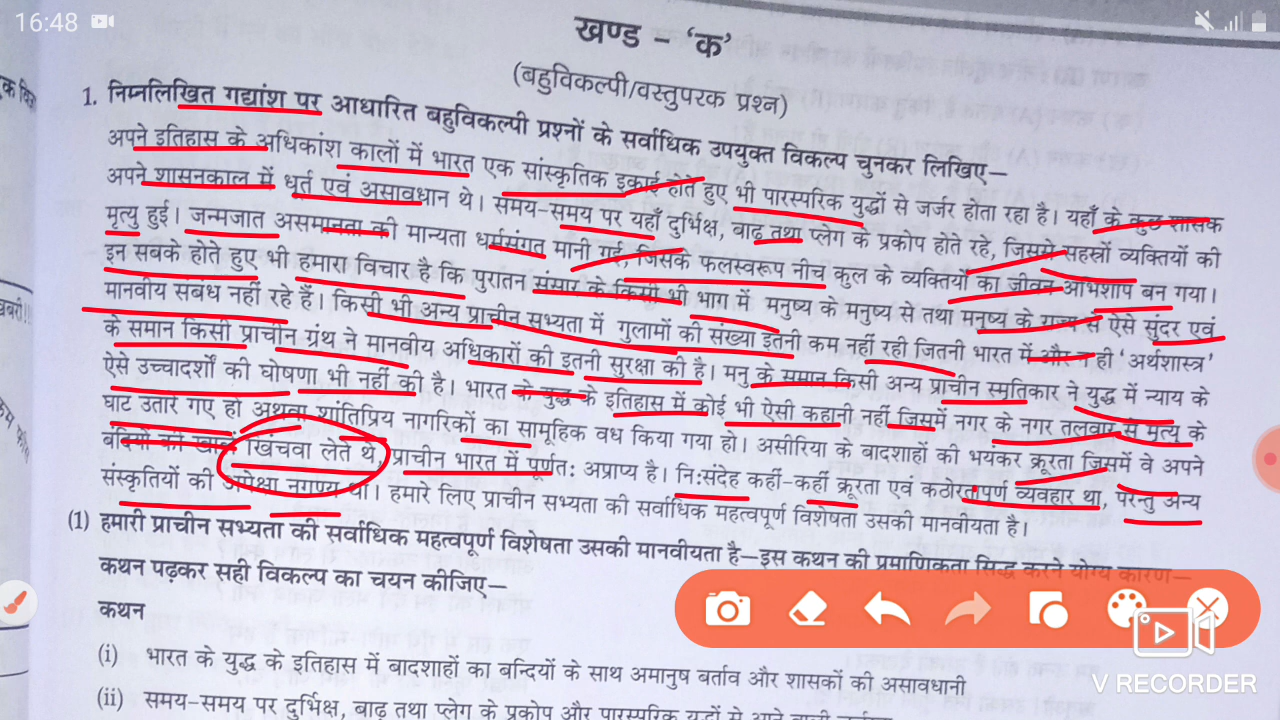 16:48
खण्ड – ‘क’
(बहुविकल्पी/वस्तुपरक प्रश्न)
1. निम्नलिखित गद्यांश पर आधारित बहुविकल्पी प्रश्नों के सर्वाधिक उपयुक्त विकल्प चुनकर लिखिए—
अपने इतिहास के अधिकांश कालों में भारत एक सांस्कृतिक इकाई होते हुए भी पारस्परिक युद्धों से जर्जर होता रहा है। यहाँ के कुछ शासक
अपने शासनकाल में धूर्त एवं असावधान थे। समय-समय पर यहाँ दुर्भिक्ष, बाढ़ तथा प्लेग के प्रकोप होते रहे, जिससे सहस्त्रों व्यक्तियों की
मृत्यु हुई। जन्मजात असमानता की मान्यता धर्मसंगत मानी गई, जिसके फलस्वरूप नीच कुल के व्यक्तियों का जीवन अभिशाप बन गया।
इन सबके होते हुए भी हमारा विचार है कि पुरातन संसार के किसी भी भाग में मनुष्य के मनुष्य से तथा मनुष्य के राज्य से ऐसे सुंदर एवं
मानवीय संबंध नहीं रहे हैं। किसी भी अन्य प्राचीन सभ्यता में गुलामों की संख्या इतनी कम नहीं रही जितनी भारत में और न ही ‘अर्थशास्त्र’
के समान किसी प्राचीन ग्रंथ ने मानवीय अधिकारों की इतनी सुरक्षा की है। मनु के समान किसी अन्य प्राचीन स्मृतिकार ने युद्ध में न्याय के
ऐसे उच्चादर्शों की घोषणा भी नहीं की है। भारत के युद्ध के इतिहास में कोई भी ऐसी कहानी नहीं जिसमें नगर के नगर तलवार से मृत्यु के
घाट उतारे गए हों अथवा शांतिप्रिय नागरिकों का सामूहिक वध किया गया हो। असीरिया के बादशाहों की भयंकर क्रूरता जिसमें वे अपने
बंदियों की खालें खिंचवा लेते थे, प्राचीन भारत में पूर्णतः अप्राप्य है। निःसंदेह कहीं-कहीं क्रूरता एवं कठोरतापूर्ण व्यवहार था, परन्तु अन्य
संस्कृतियों की अपेक्षा नगण्य था। हमारे लिए प्राचीन सभ्यता की सर्वाधिक महत्वपूर्ण विशेषता उसकी मानवीयता है।
(1) हमारी प्राचीन सभ्यता की सर्वाधिक महत्वपूर्ण विशेषता उसकी मानवीयता है—इस कथन की प्रमाणिकता सिद्ध करने योग्य कारण—
कथन पढ़कर सही विकल्प का चयन कीजिए—
कथन
(i) भारत के युद्ध के इतिहास में बादशाहों का बन्दियों के साथ अमानुष बर्ताव और शासकों की असावधानी
(ii) समय-समय पर दुर्भिक्ष, बाढ़ तथा प्लेग के प्रकोप और पारस्परिक युद्धों से
V RECORDER